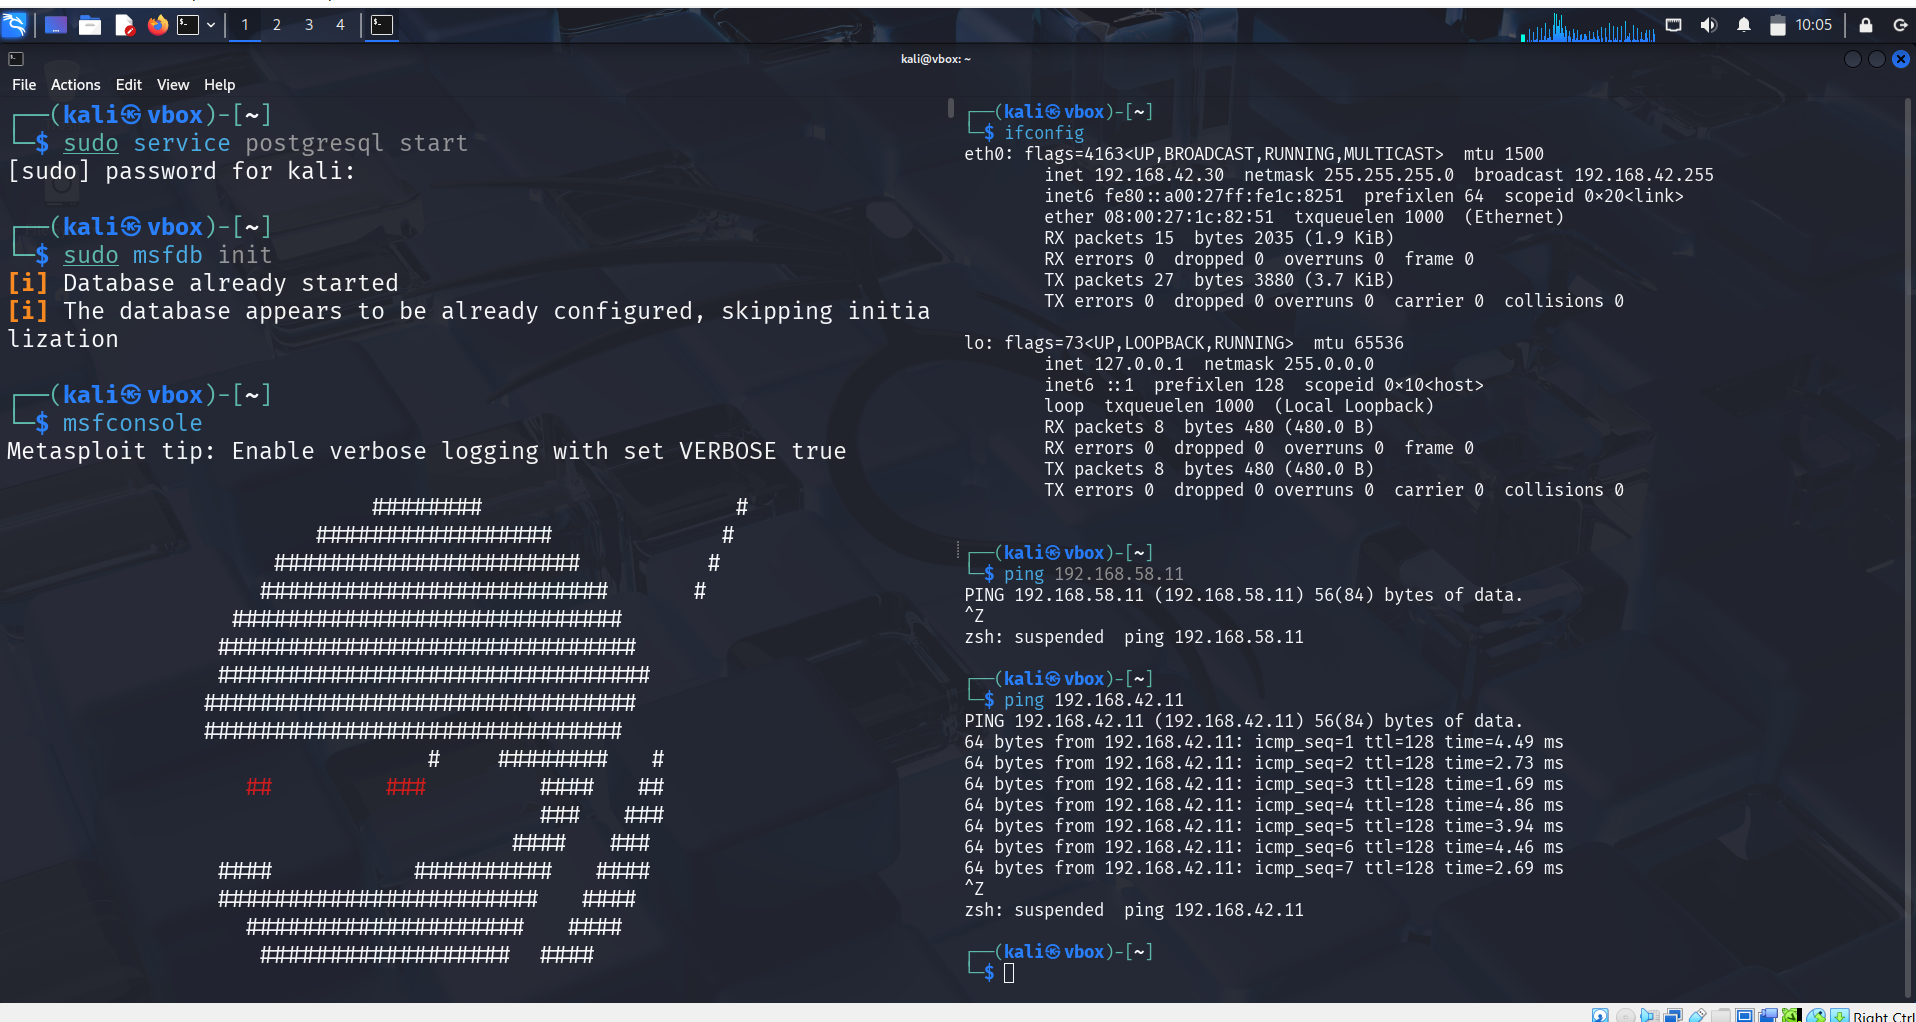 1 2 3 4
10:05
kali@vbox: ~
File Actions Edit View Help
┌──(kali㉿vbox)-[~]
└─$ sudo service postgresql start
[sudo] password for kali:
┌──(kali㉿vbox)-[~]
└─$ sudo msfdb init
[i] Database already started
[i] The database appears to be already configured, skipping initia
lization
┌──(kali㉿vbox)-[~]
└─$ msfconsole
Metasploit tip: Enable verbose logging with set VERBOSE true
┌──(kali㉿vbox)-[~]
└─$ ifconfig
eth0: flags=4163<UP,BROADCAST,RUNNING,MULTICAST>  mtu 1500
        inet 192.168.42.30  netmask 255.255.255.0  broadcast 192.168.42.255
        inet6 fe80::a00:27ff:fe1c:8251  prefixlen 64  scopeid 0x20<link>
        ether 08:00:27:1c:82:51  txqueuelen 1000  (Ethernet)
        RX packets 15  bytes 2035 (1.9 KiB)
        RX errors 0  dropped 0  overruns 0  frame 0
        TX packets 27  bytes 3880 (3.7 KiB)
        TX errors 0  dropped 0 overruns 0  carrier 0  collisions 0
lo: flags=73<UP,LOOPBACK,RUNNING>  mtu 65536
        inet 127.0.0.1  netmask 255.0.0.0
        inet6 ::1  prefixlen 128  scopeid 0x10<host>
        loop  txqueuelen 1000  (Local Loopback)
        RX packets 8  bytes 480 (480.0 B)
        RX errors 0  dropped 0  overruns 0  frame 0
        TX packets 8  bytes 480 (480.0 B)
        TX errors 0  dropped 0 overruns 0  carrier 0  collisions 0
┌──(kali㉿vbox)-[~]
└─$ ping 192.168.58.11
PING 192.168.58.11 (192.168.58.11) 56(84) bytes of data.
^Z
zsh: suspended  ping 192.168.58.11
┌──(kali㉿vbox)-[~]
└─$ ping 192.168.42.11
PING 192.168.42.11 (192.168.42.11) 56(84) bytes of data.
64 bytes from 192.168.42.11: icmp_seq=1 ttl=128 time=4.49 ms
64 bytes from 192.168.42.11: icmp_seq=2 ttl=128 time=2.73 ms
64 bytes from 192.168.42.11: icmp_seq=3 ttl=128 time=1.69 ms
64 bytes from 192.168.42.11: icmp_seq=4 ttl=128 time=4.86 ms
64 bytes from 192.168.42.11: icmp_seq=5 ttl=128 time=3.94 ms
64 bytes from 192.168.42.11: icmp_seq=6 ttl=128 time=4.46 ms
64 bytes from 192.168.42.11: icmp_seq=7 ttl=128 time=2.69 ms
^Z
zsh: suspended  ping 192.168.42.11
┌──(kali㉿vbox)-[~]
└─$
Right Ctrl